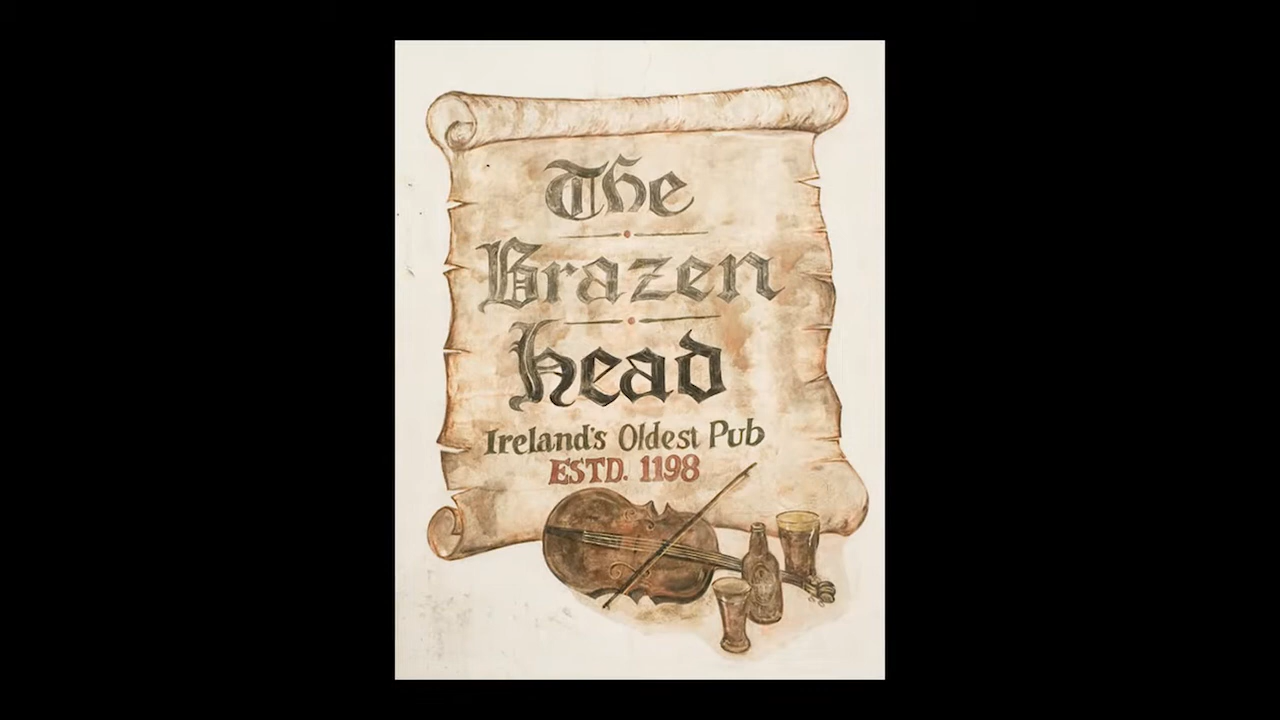 The
Brazen
head
Ireland's Oldest Pub
ESTD. 1198